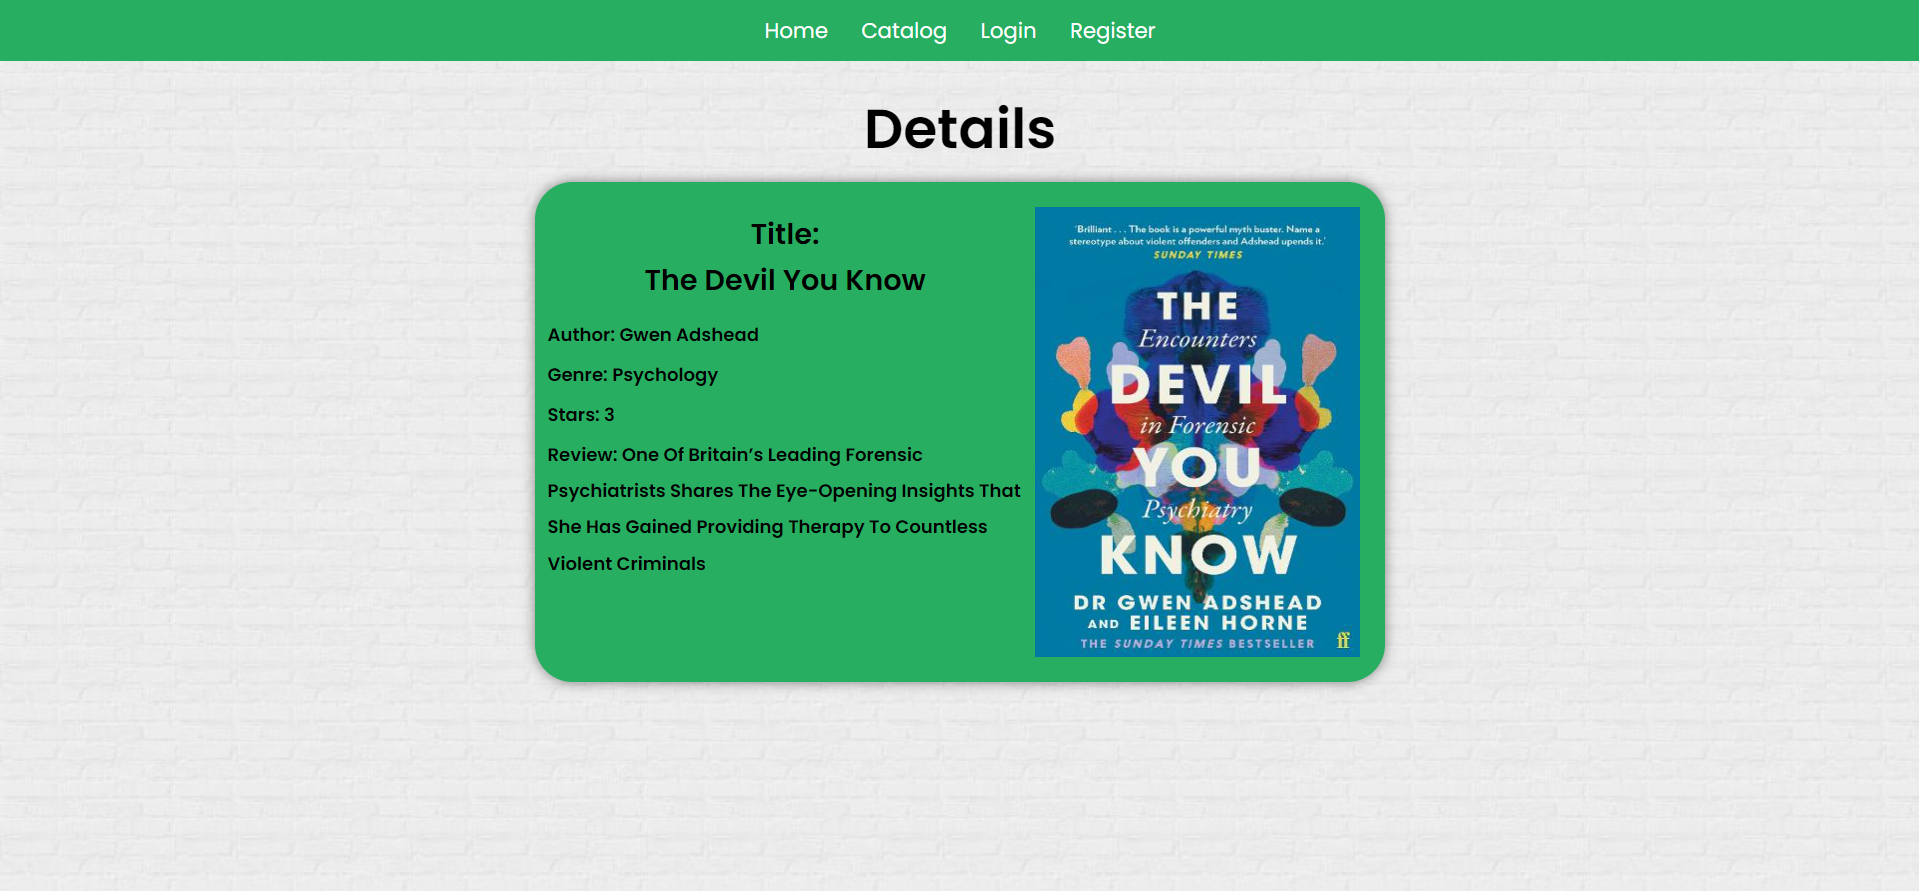 Home Catalog Login Register
Details
Title:
The Devil You Know
Author: Gwen Adshead
Genre: Psychology
Stars: 3
Review: One Of Britain’s Leading Forensic
Psychiatrists Shares The Eye-Opening Insights That
She Has Gained Providing Therapy To Countless
Violent Criminals
‘Brilliant . . . The book is a powerful myth buster. Name a
stereotype about violent offenders and Adshead upends it.’
SUNDAY TIMES
THE
Encounters
DEVIL
in Forensic
YOU
Psychiatry
KNOW
DR GWEN ADSHEAD
AND EILEEN HORNE
THE SUNDAY TIMES BESTSELLER
ff